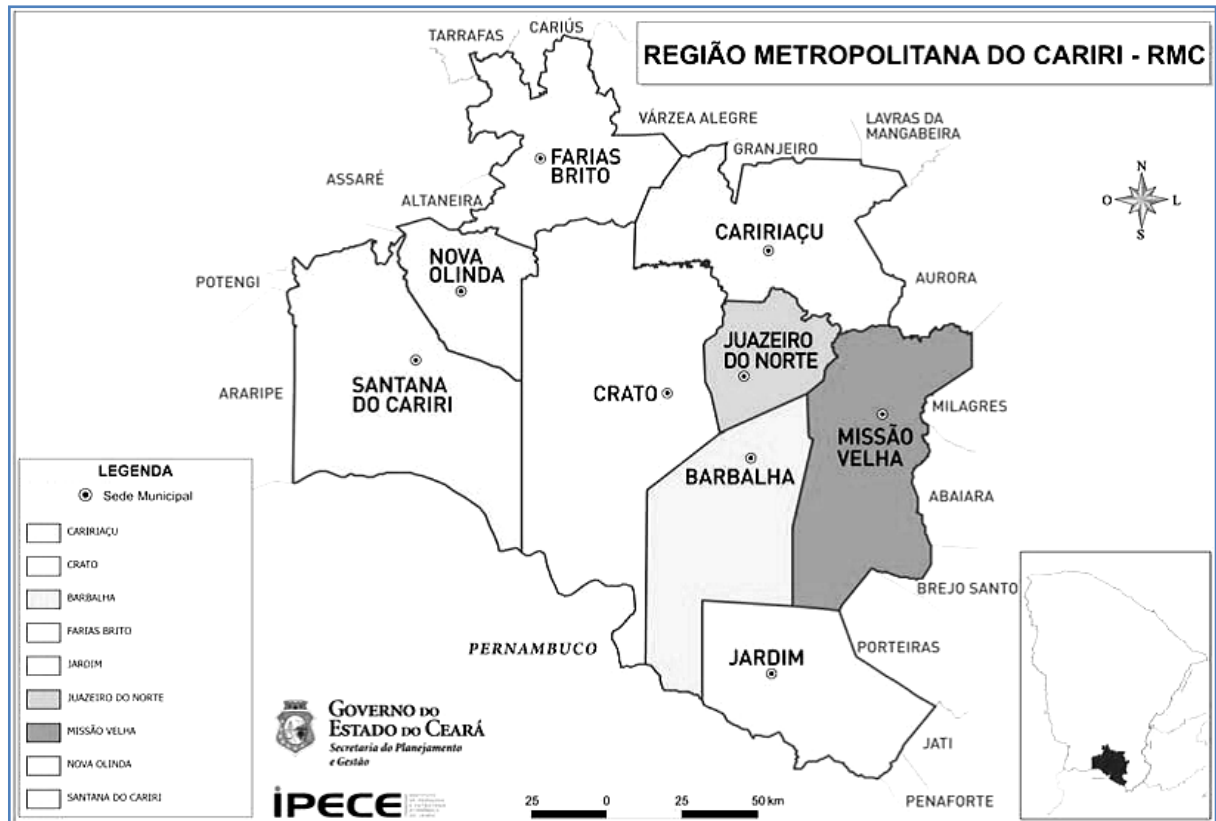 REGIÃO METROPOLITANA DO CARIRI - RMC
TARRAFAS
CARIÚS
VÁRZEA ALEGRE
LAVRAS DA
MANGABEIRA
GRANJEIRO
FARIAS
BRITO
ASSARÉ
ALTANEIRA
N
O
L
S
CARIRIAÇU
NOVA
OLINDA
POTENGI
AURORA
JUAZEIRO
DO NORTE
SANTANA
DO CARIRI
ARARIPE
CRATO
MILAGRES
MISSÃO
VELHA
BARBALHA
ABAIARA
BREJO SANTO
PERNAMBUCO
JARDIM
PORTEIRAS
JATI
PENAFORTE
LEGENDA
Sede Municipal
CARIRIAÇU
CRATO
BARBALHA
FARIAS BRITO
JARDIM
JUAZEIRO DO NORTE
MISSÃO VELHA
NOVA OLINDA
SANTANA DO CARIRI
GOVERNO DO
ESTADO DO CEARÁ
Secretaria do Planejamento
e Gestão
iPECE
25 0 25 50 km